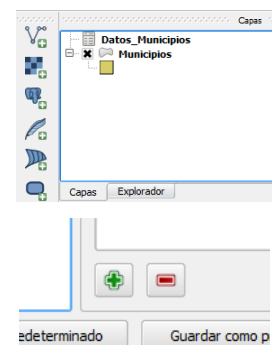 Capas
Datos_Municipios
Municipios
Capas Explorador
edeterminado Guardar como p